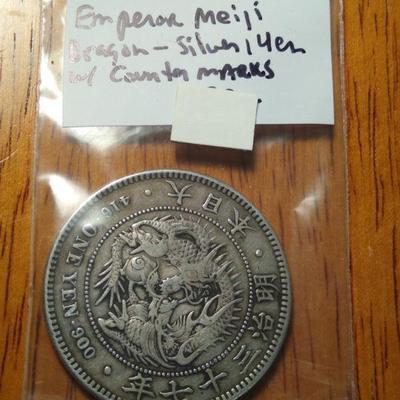 Emperor Meiji
Dragon - Silver 1 Yen
w/ Counter marks
大日本
明治三十七年
416 · ONE YEN · 900